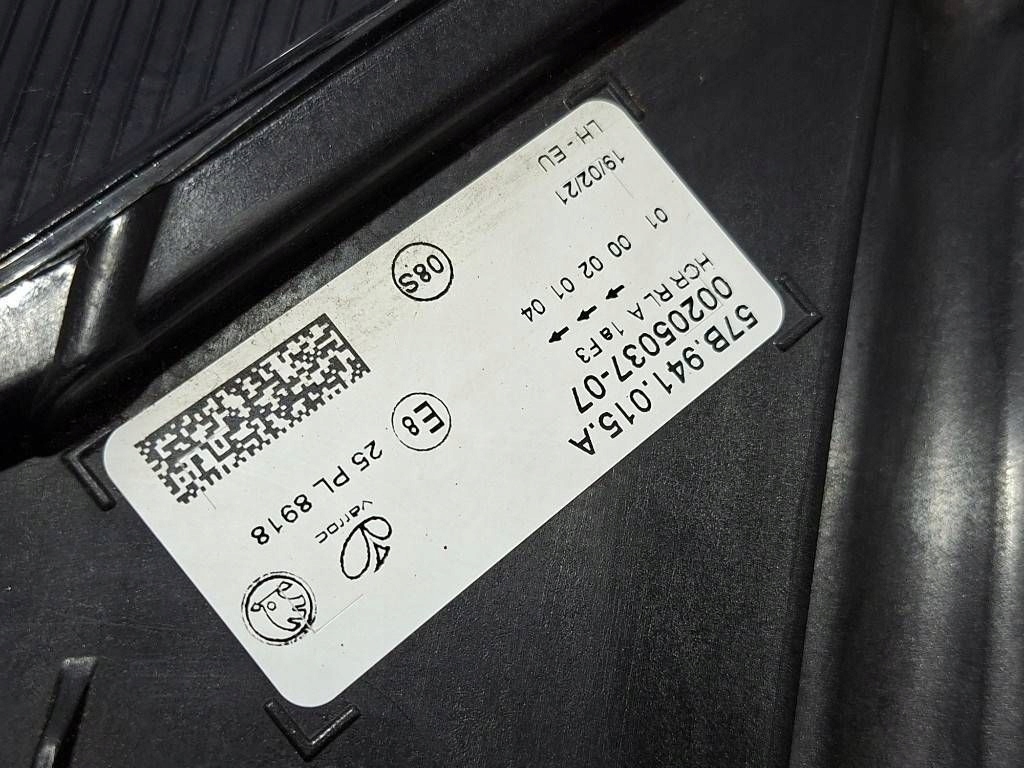 57B.941.015.A
00205037-07
HCR RL A 1a F3
01 00 02 01 04
19/02/21
LH - EU
08S
E8
25 PL 8918
varroc